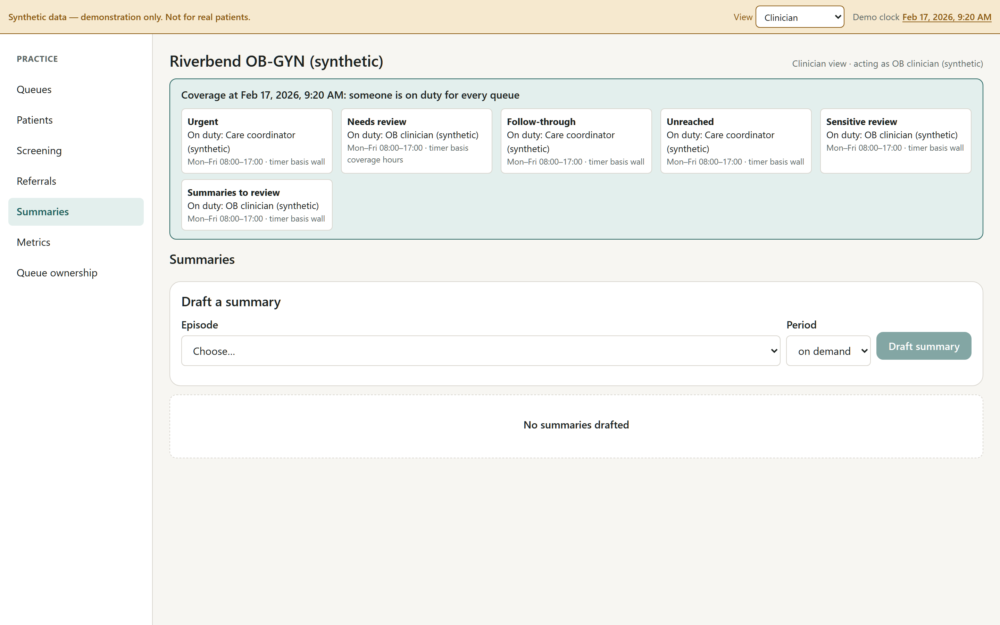 Synthetic data — demonstration only. Not for real patients.
View
Clinician
Demo clock Feb 17, 2026, 9:20 AM
PRACTICE
Queues
Patients
Screening
Referrals
Summaries
Metrics
Queue ownership
Riverbend OB-GYN (synthetic)
Clinician view · acting as OB clinician (synthetic)
Coverage at Feb 17, 2026, 9:20 AM: someone is on duty for every queue
Urgent
On duty: Care coordinator
(synthetic)
Mon–Fri 08:00–17:00 · timer basis wall
Needs review
On duty: OB clinician (synthetic)
Mon–Fri 08:00–17:00 · timer basis
coverage hours
Follow-through
On duty: Care coordinator
(synthetic)
Mon–Fri 08:00–17:00 · timer basis wall
Unreached
On duty: Care coordinator
(synthetic)
Mon–Fri 08:00–17:00 · timer basis wall
Sensitive review
On duty: OB clinician (synthetic)
Mon–Fri 08:00–17:00 · timer basis wall
Summaries to review
On duty: OB clinician (synthetic)
Mon–Fri 08:00–17:00 · timer basis wall
Summaries
Draft a summary
Episode
Choose...
Period
on demand
Draft summary
No summaries drafted